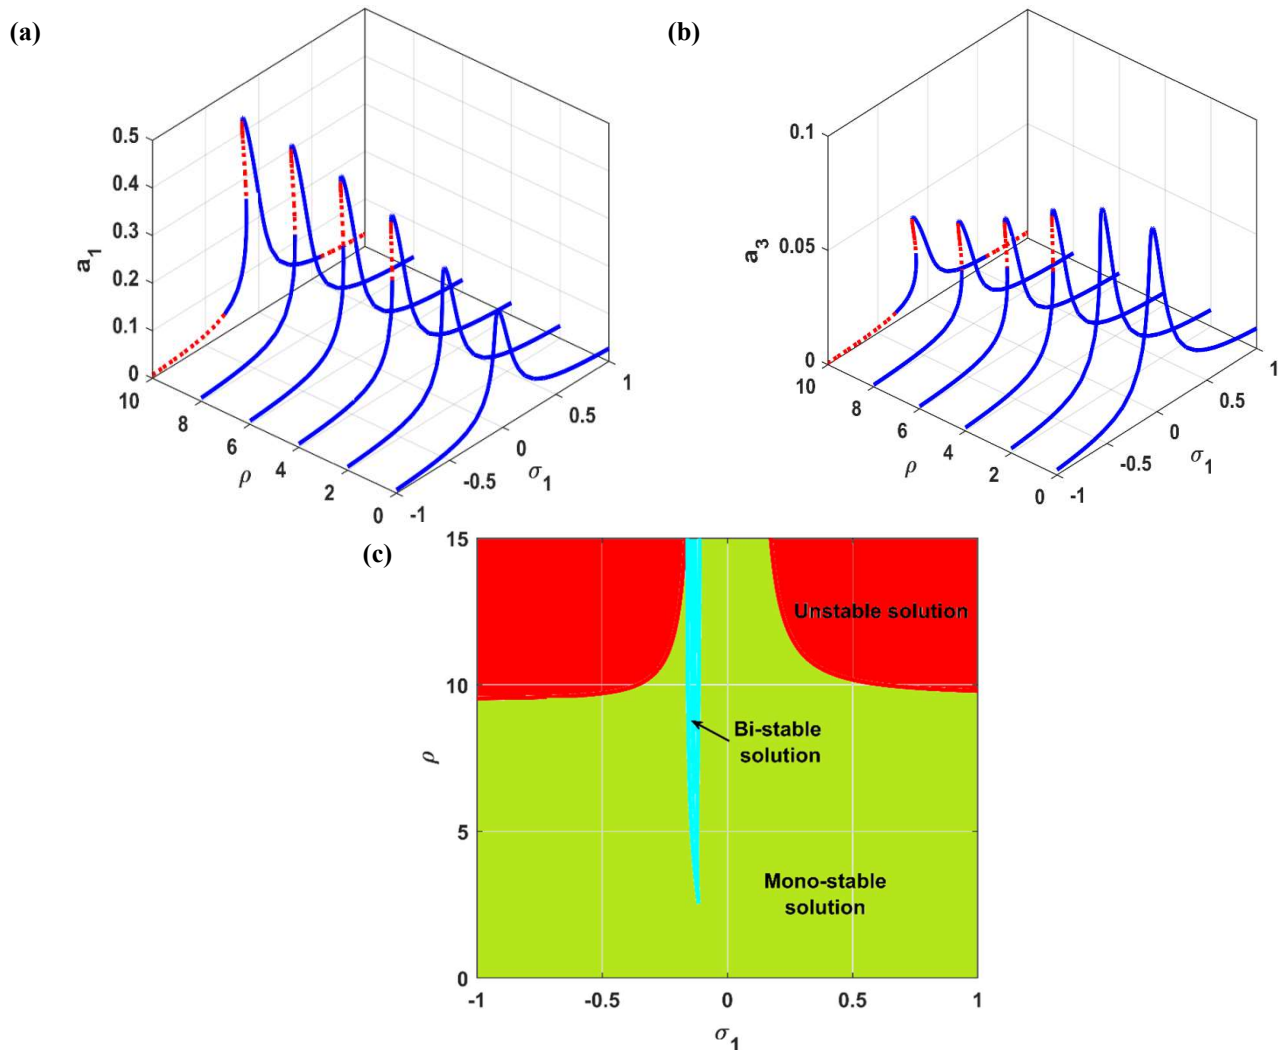 (a)
0.5
0.4
0.3
0.2
0.1
0
a1
10
8
6
4
2
0
ρ
-1
-0.5
0
0.5
1
σ1
(b)
0.1
0.05
0
a3
10
8
6
4
2
0
ρ
-1
-0.5
0
0.5
1
σ1
(c)
15
10
5
0
ρ
Unstable solution
Bi-stable
solution
Mono-stable
solution
-1
-0.5
0
0.5
1
σ1